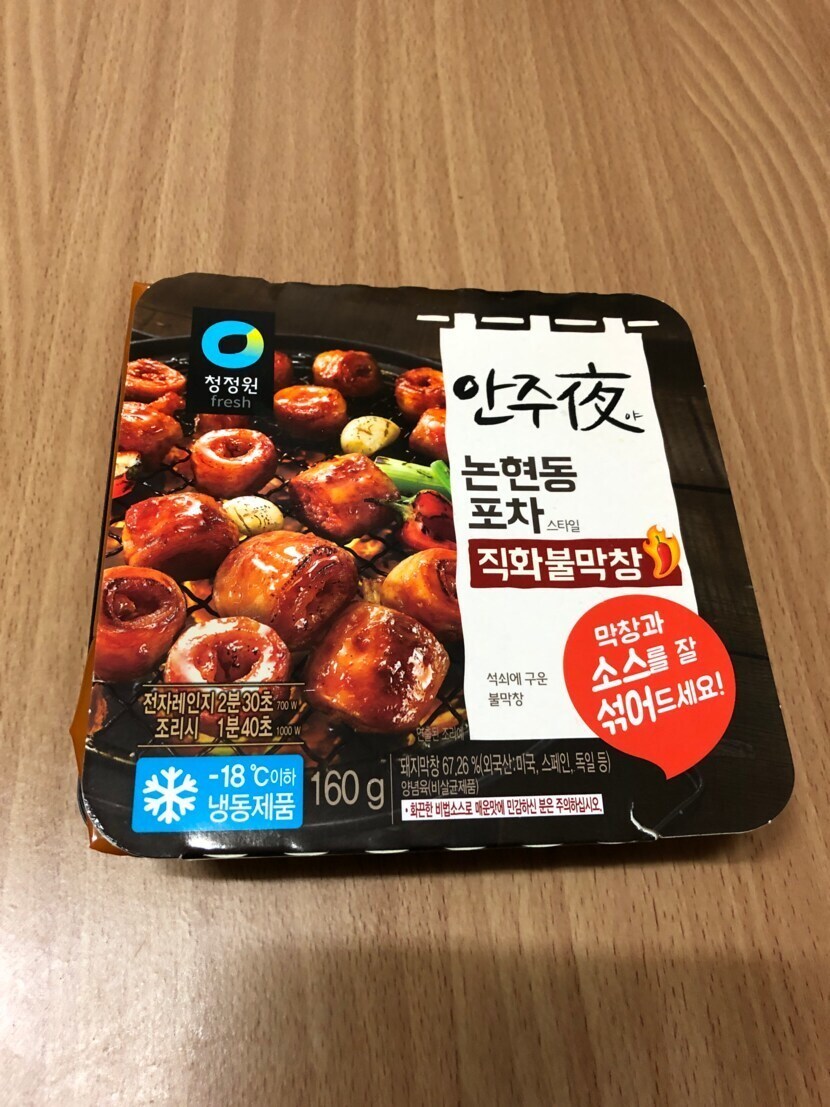 청정원
fresh
안주夜야
논현동
포차 스타일
직화불막창
막창과
소스를 잘
섞어드세요!
석쇠에 구운
불막창
전자레인지 2분30초 700W
조리시 1분40초 1000W
-18℃이하
냉동제품
160 g
돼지막창 67.26 %(외국산:미국, 스페인, 독일 등)
양념육(비살균제품)
• 화끈한 비법소스로 매운맛에 민감하신 분은 주의하십시오.